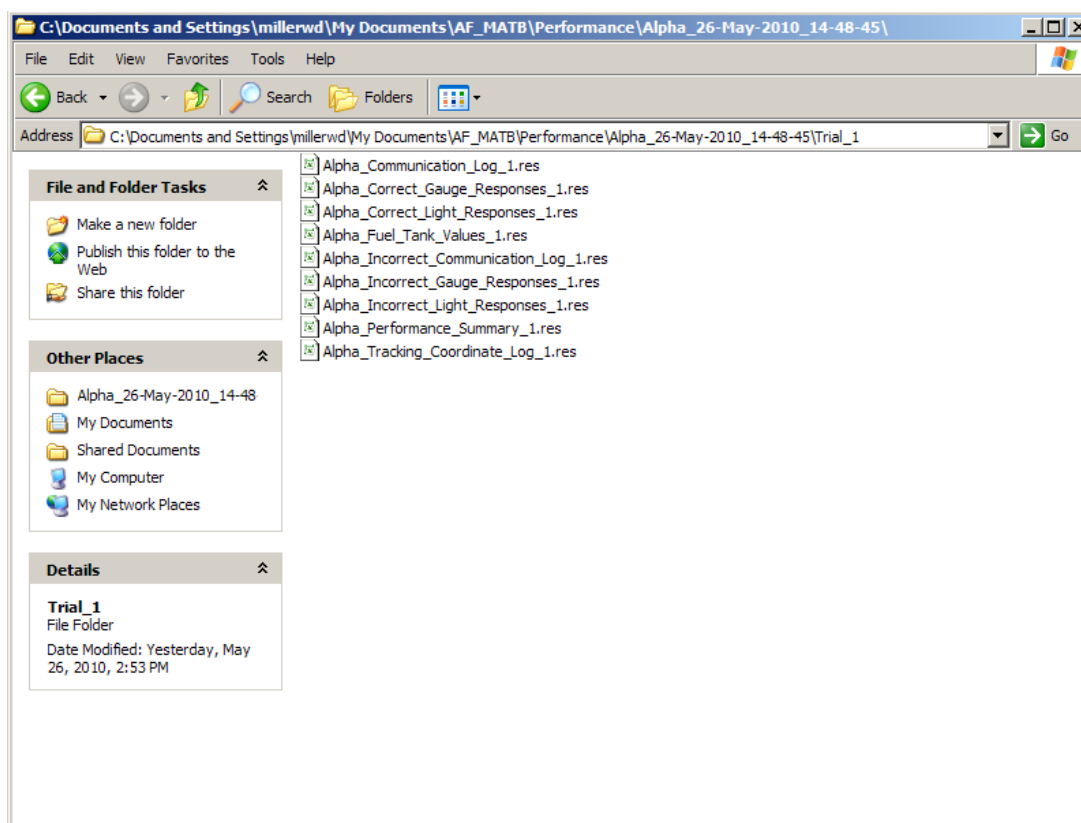 C:\Documents and Settings\millerwd\My Documents\AF_MATB\Performance\Alpha_26-May-2010_14-48-45\
File Edit View Favorites Tools Help
Back Search Folders
Address C:\Documents and Settings\millerwd\My Documents\AF_MATB\Performance\Alpha_26-May-2010_14-48-45\Trial_1 Go
File and Folder Tasks
Make a new folder
Publish this folder to the
Web
Share this folder
Other Places
Alpha_26-May-2010_14-48
My Documents
Shared Documents
My Computer
My Network Places
Details
Trial_1
File Folder
Date Modified: Yesterday, May
26, 2010, 2:53 PM
Alpha_Communication_Log_1.res
Alpha_Correct_Gauge_Responses_1.res
Alpha_Correct_Light_Responses_1.res
Alpha_Fuel_Tank_Values_1.res
Alpha_Incorrect_Communication_Log_1.res
Alpha_Incorrect_Gauge_Responses_1.res
Alpha_Incorrect_Light_Responses_1.res
Alpha_Performance_Summary_1.res
Alpha_Tracking_Coordinate_Log_1.res